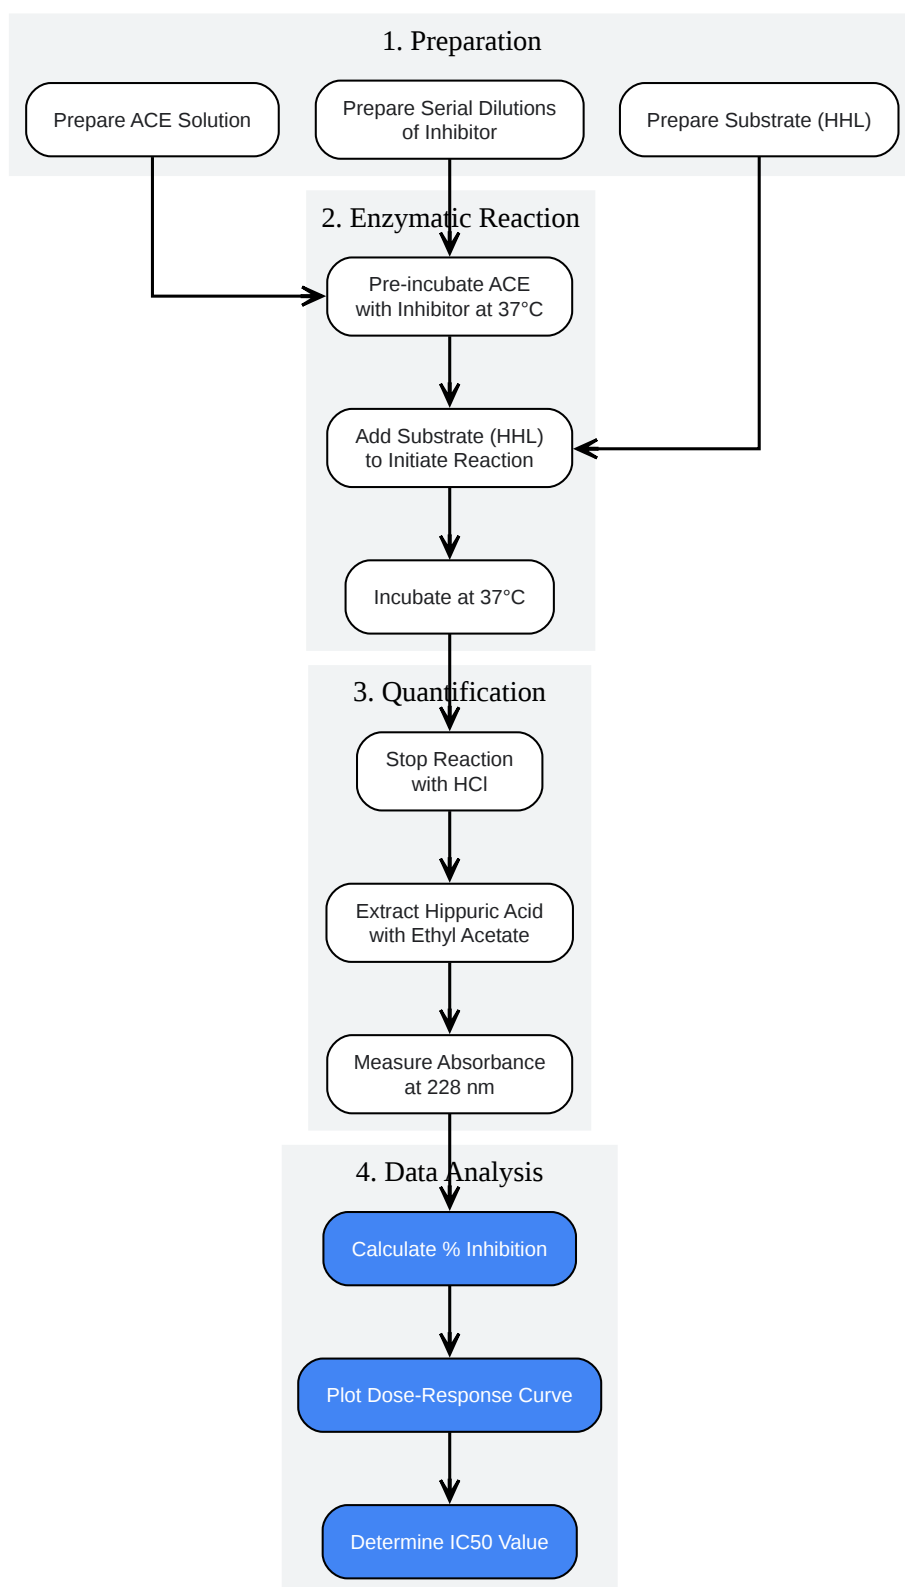 1. Preparation
Prepare ACE Solution
Prepare Serial Dilutions
of Inhibitor
Prepare Substrate (HHL)
2. Enzymatic Reaction
Pre-incubate ACE
with Inhibitor at 37°C
Add Substrate (HHL)
to Initiate Reaction
Incubate at 37°C
3. Quantification
Stop Reaction
with HCl
Extract Hippuric Acid
with Ethyl Acetate
Measure Absorbance
at 228 nm
4. Data Analysis
Calculate % Inhibition
Plot Dose-Response Curve
Determine IC50 Value